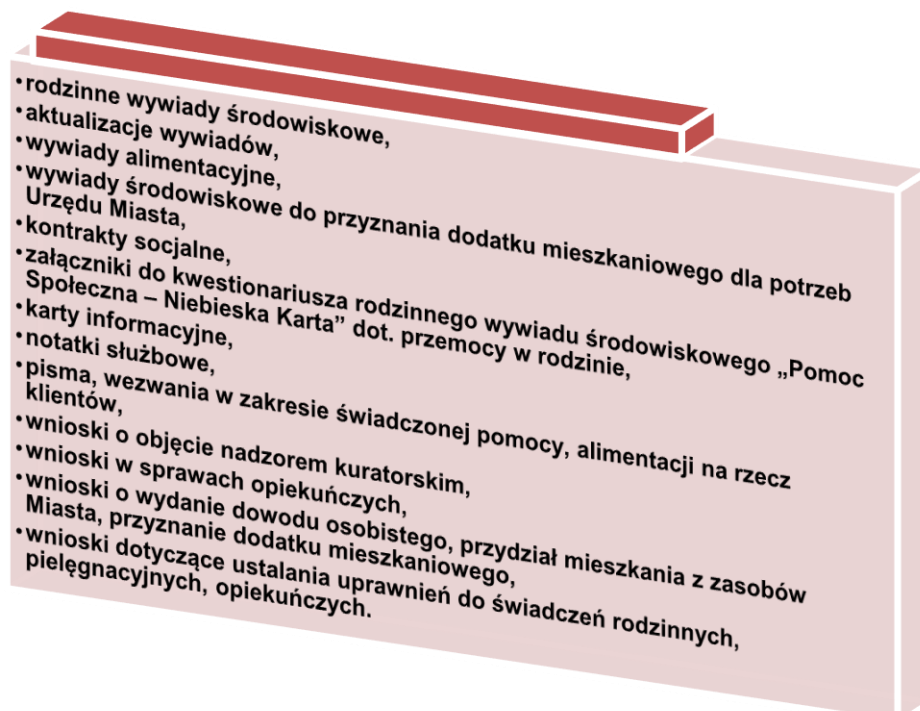 •rodzinne wywiady środowiskowe,
•aktualizacje wywiadów,
•wywiady alimentacyjne,
•wywiady środowiskowe do przyznania dodatku mieszkaniowego dla potrzeb
Urzędu Miasta,
•kontrakty socjalne,
•załączniki do kwestionariusza rodzinnego wywiadu środowiskowego „Pomoc
Społeczna – Niebieska Karta” dot. przemocy w rodzinie,
•karty informacyjne,
•notatki służbowe,
•pisma, wezwania w zakresie świadczonej pomocy, alimentacji na rzecz
klientów,
•wnioski o objęcie nadzorem kuratorskim,
•wnioski w sprawach opiekuńczych,
•wnioski o wydanie dowodu osobistego, przydział mieszkania z zasobów
Miasta, przyznanie dodatku mieszkaniowego,
•wnioski dotyczące ustalania uprawnień do świadczeń rodzinnych,
pielęgnacyjnych, opiekuńczych.